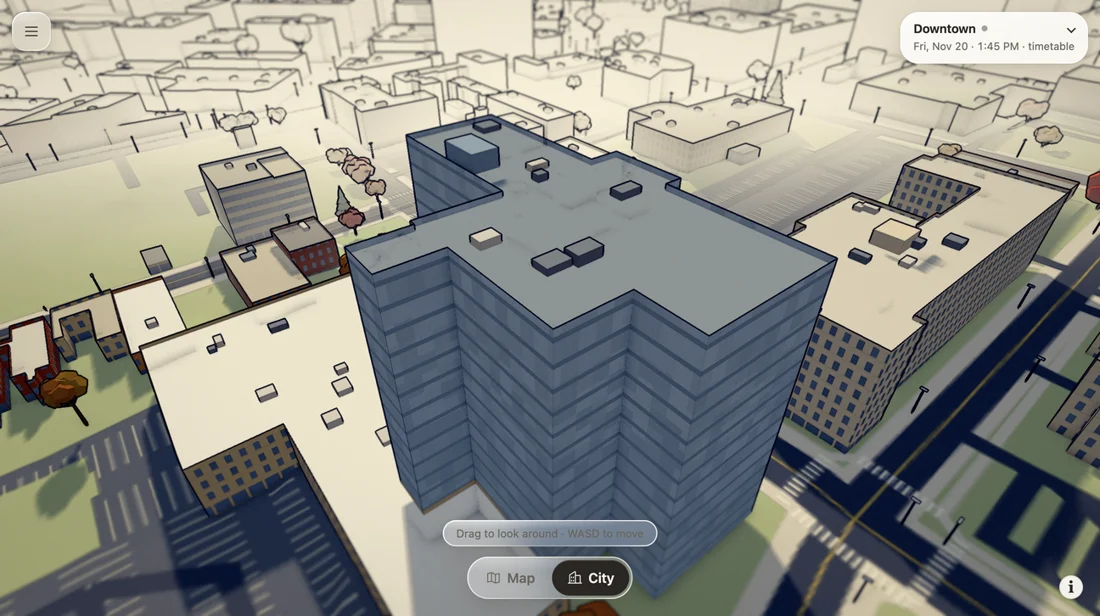 Downtown
Fri, Nov 20 · 1:45 PM · timetable
Drag to look around · WASD to move
Map
City
i